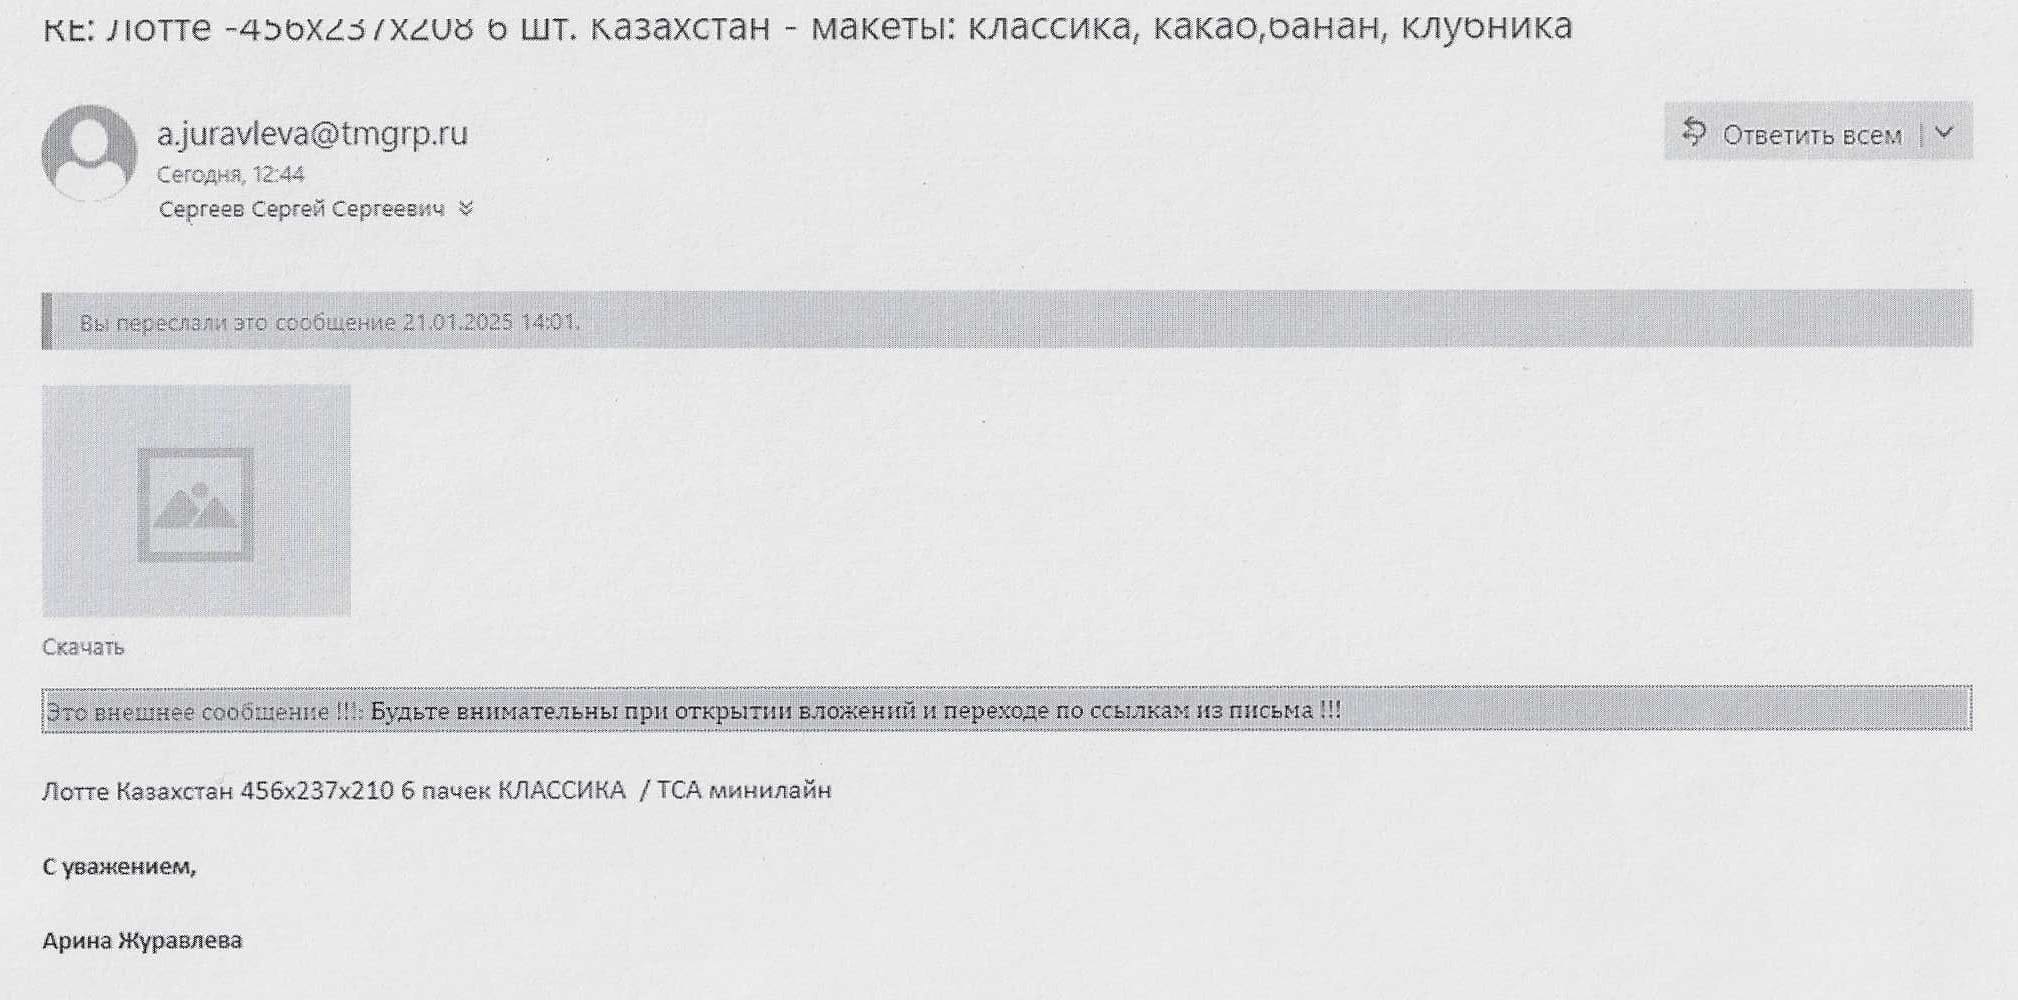 RE: Лотте -456х237х208 6 шт. Казахстан - макеты: классика, какао,банан, клубника
a.juravleva@tmgrp.ru
Ответить всем
Сегодня, 12:44
Сергеев Сергей Сергеевич
Вы переслали это сообщение 21.01.2025 14:01.
Скачать
Это внешнее сообщение !!!: Будьте внимательны при открытии вложений и переходе по ссылкам из письма !!!
Лотте Казахстан 456х237х210 6 пачек КЛАССИКА / ТСА минилайн
С уважением,
Арина Журавлева